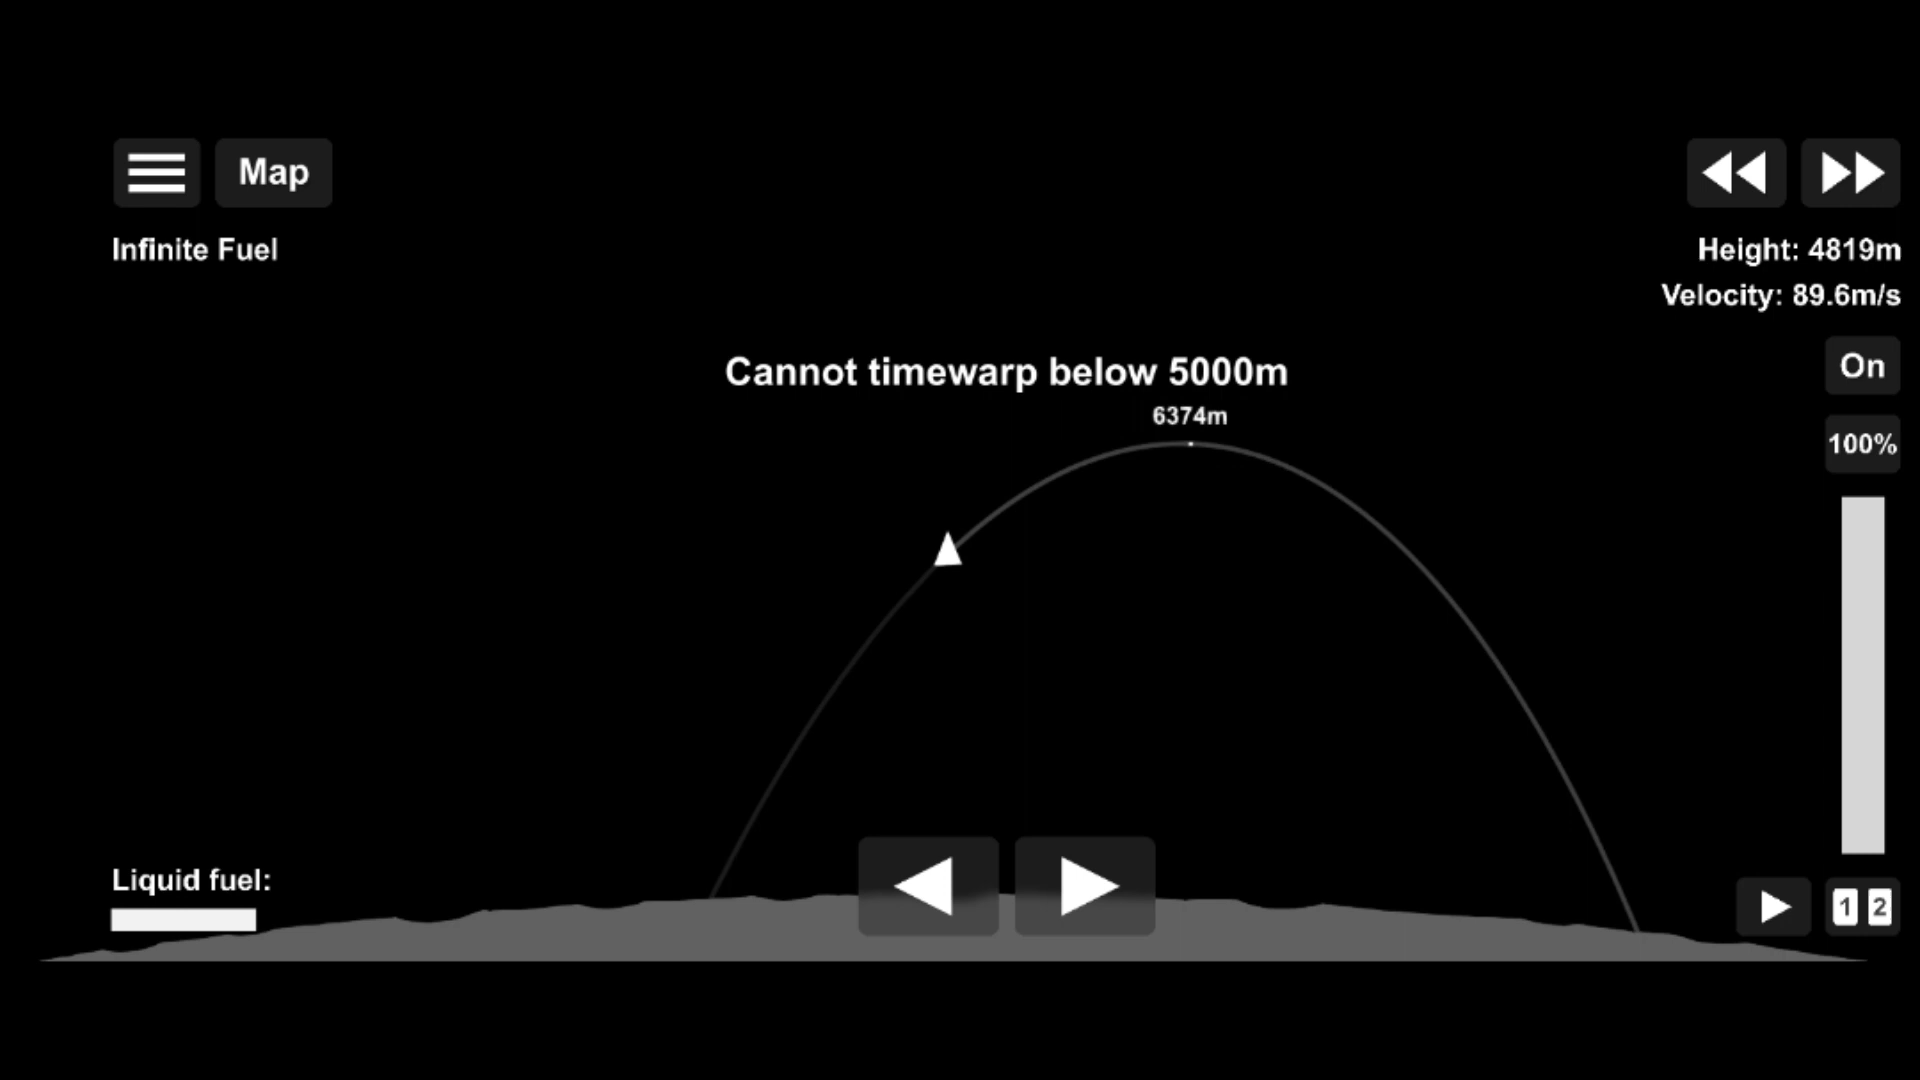 Map
Infinite Fuel
Height: 4819m
Velocity: 89.6m/s
Cannot timewarp below 5000m
On
6374m
100%
Liquid fuel:
1 2